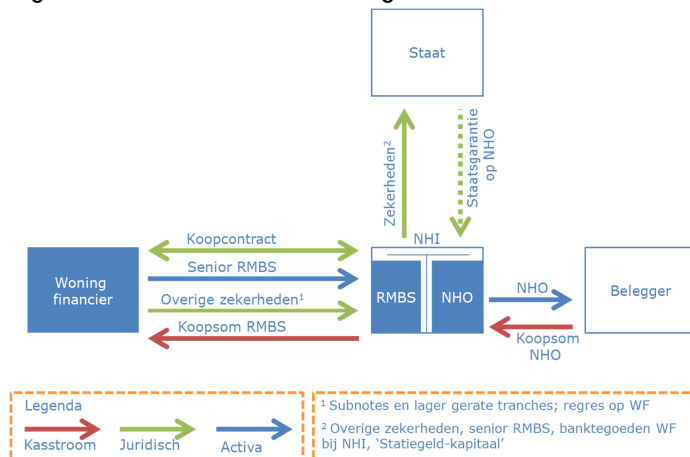 Staat
Zekerheden²
Staatsgarantie
op NHO
NHI
Koopcontract
Senior RMBS
Overige zekerheden¹
Koopsom RMBS
Woning
financier
RMBS
NHO
NHO
Koopsom
NHO
Belegger
Legenda
Kasstroom
Juridisch
Activa
¹ Subnotes en lager gerate tranches; regres op WF
² Overige zekerheden, senior RMBS, banktegoeden WF
bij NHI, ‘Statiegeld-kapitaal’